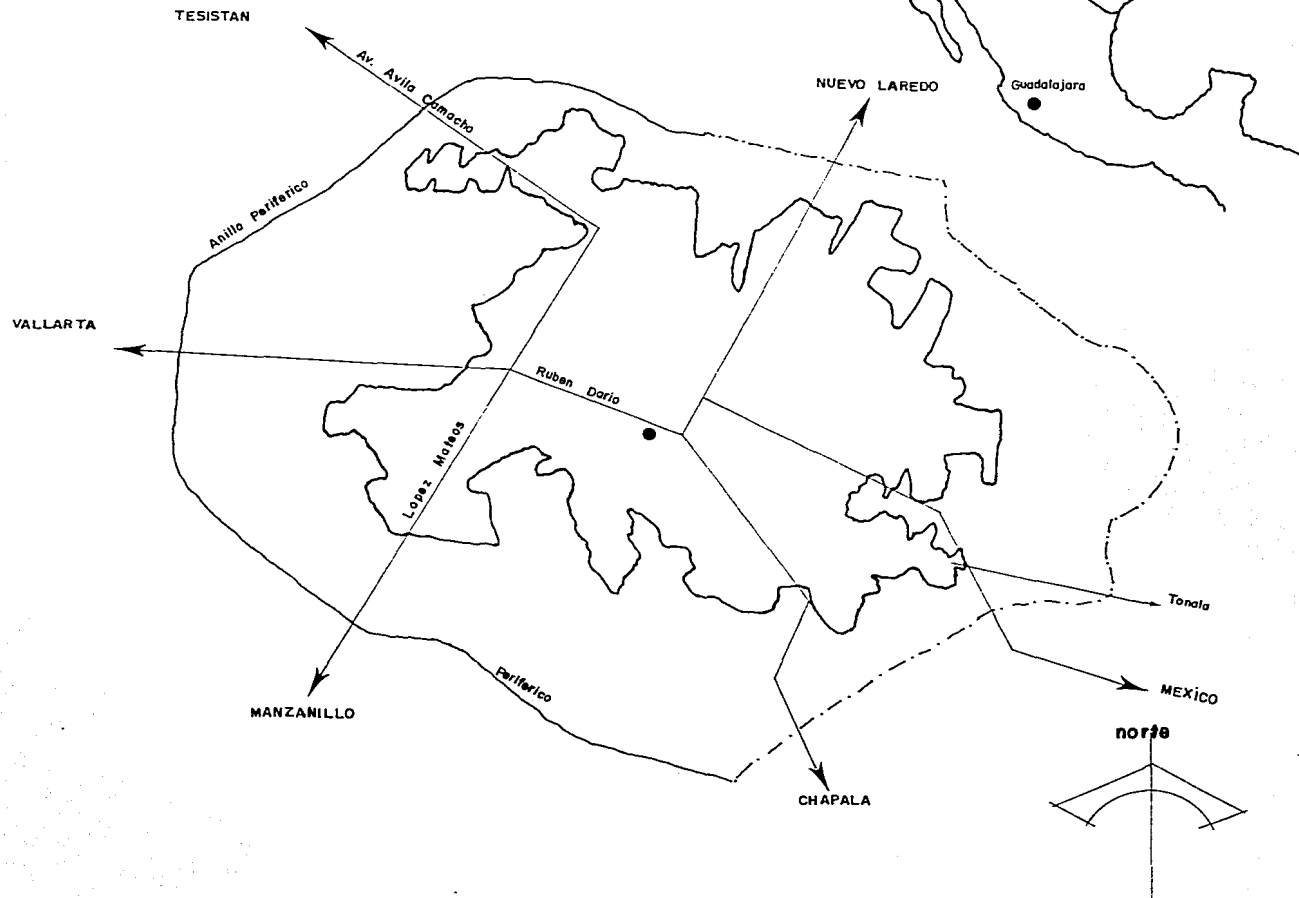 TESISTAN
Av. Avila Camacho
NUEVO LAREDO
Guadalajara
Anillo Periferico
VALLARTA
Ruben Dario
Lopez Mateos
Tonala
Periferico
MEXICO
MANZANILLO
norte
CHAPALA